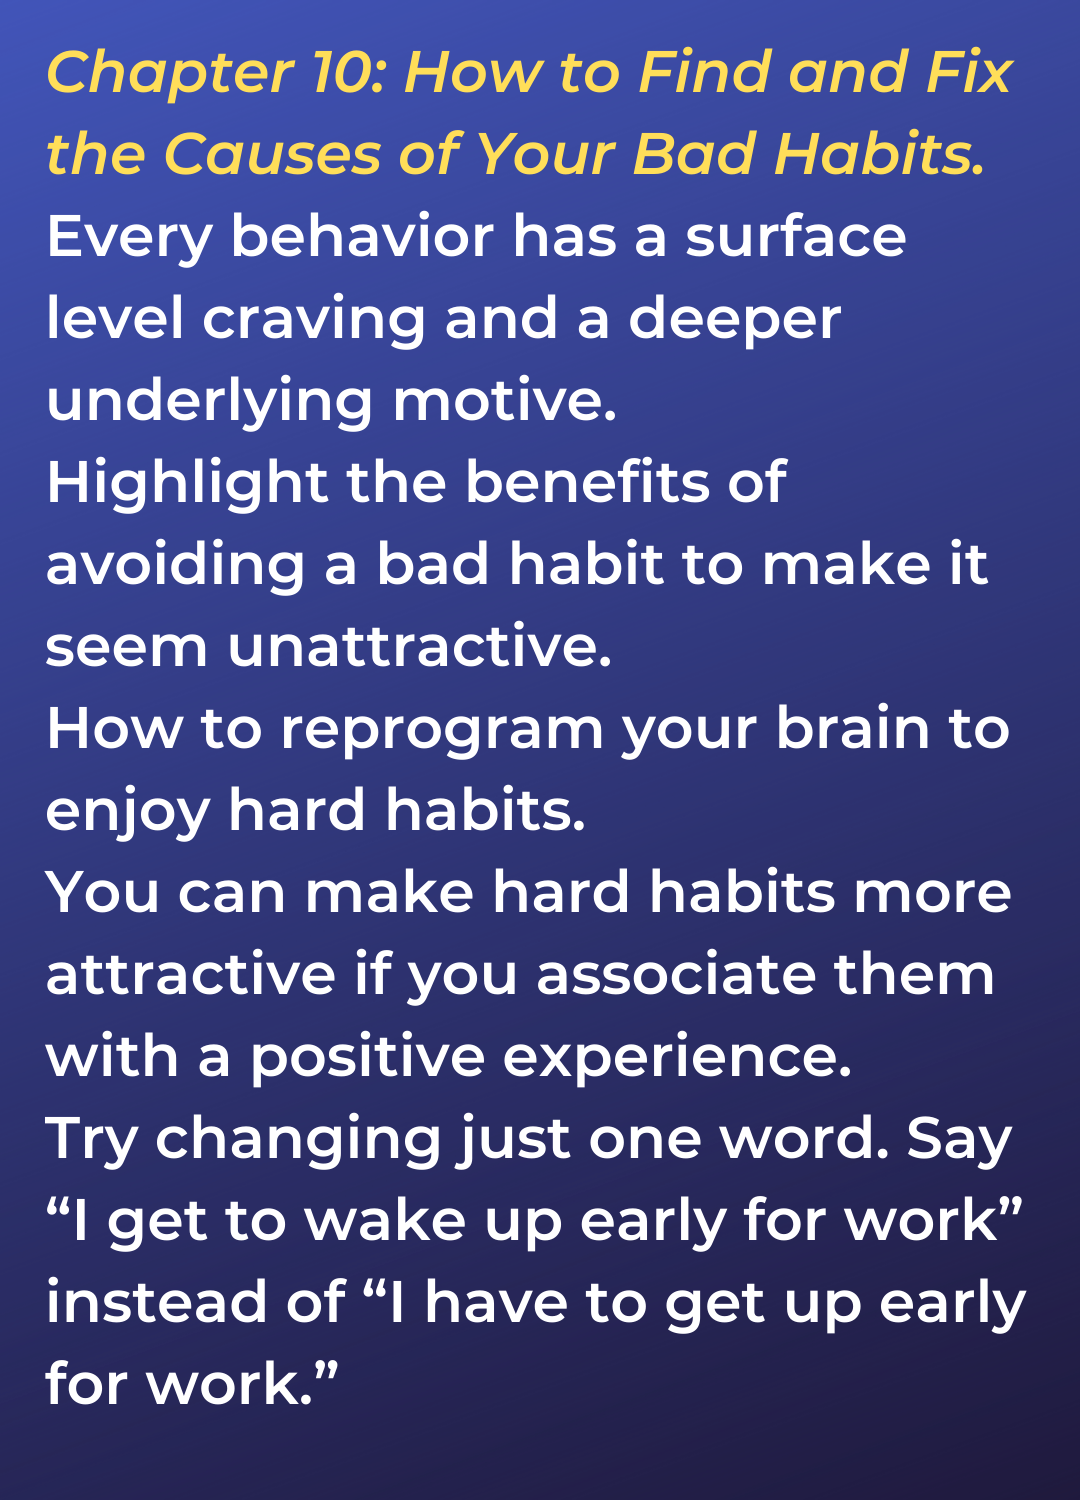 Chapter 10: How to Find and Fix
the Causes of Your Bad Habits.
Every behavior has a surface
level craving and a deeper
underlying motive.
Highlight the benefits of
avoiding a bad habit to make it
seem unattractive.
How to reprogram your brain to
enjoy hard habits.
You can make hard habits more
attractive if you associate them
with a positive experience.
Try changing just one word. Say
“I get to wake up early for work”
instead of “I have to get up early
for work.”